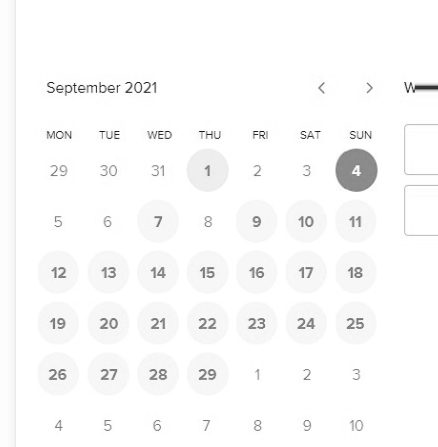 September 2021
W
MON TUE WED THU FRI SAT SUN
29 30 31 1 2 3 4
5 6 7 8 9 10 11
12 13 14 15 16 17 18
19 20 21 22 23 24 25
26 27 28 29 1 2 3
4 5 6 7 8 9 10